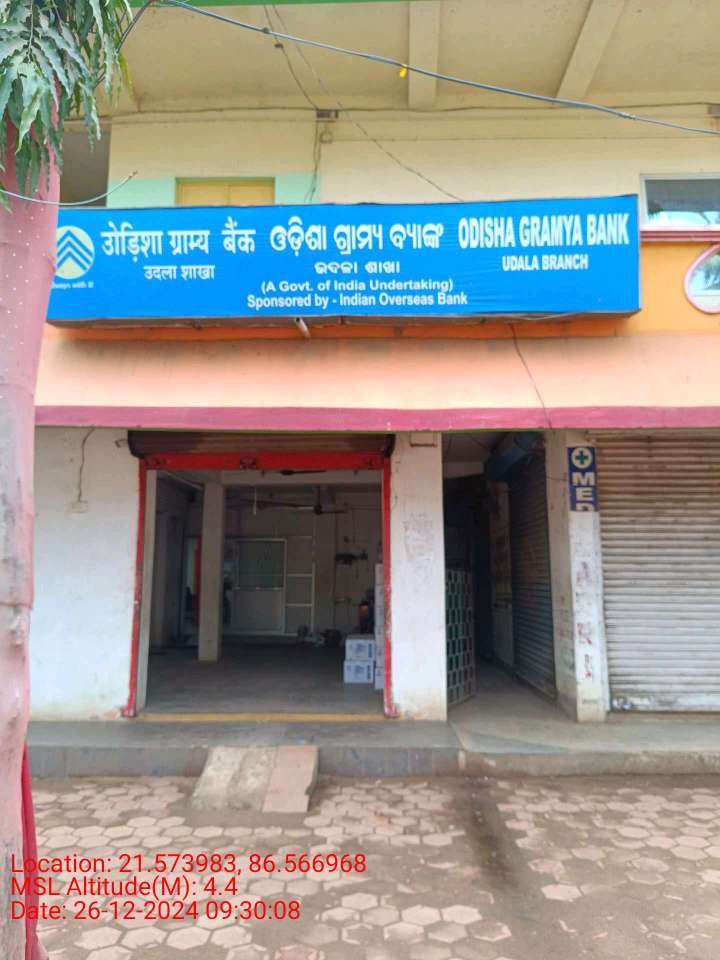 ओड़िशा ग्राम्य बैंक ଓଡ଼ିଶା ଗ୍ରାମ୍ୟ ବ୍ୟାଙ୍କ ODISHA GRAMYA BANK
उदला शाखा ଉଦଳା ଶାଖା UDALA BRANCH
(A Govt. of India Undertaking)
Sponsored by - Indian Overseas Bank
MED
Location: 21.573983, 86.566968
MSL Altitude(M): 4.4
Date: 26-12-2024 09:30:08